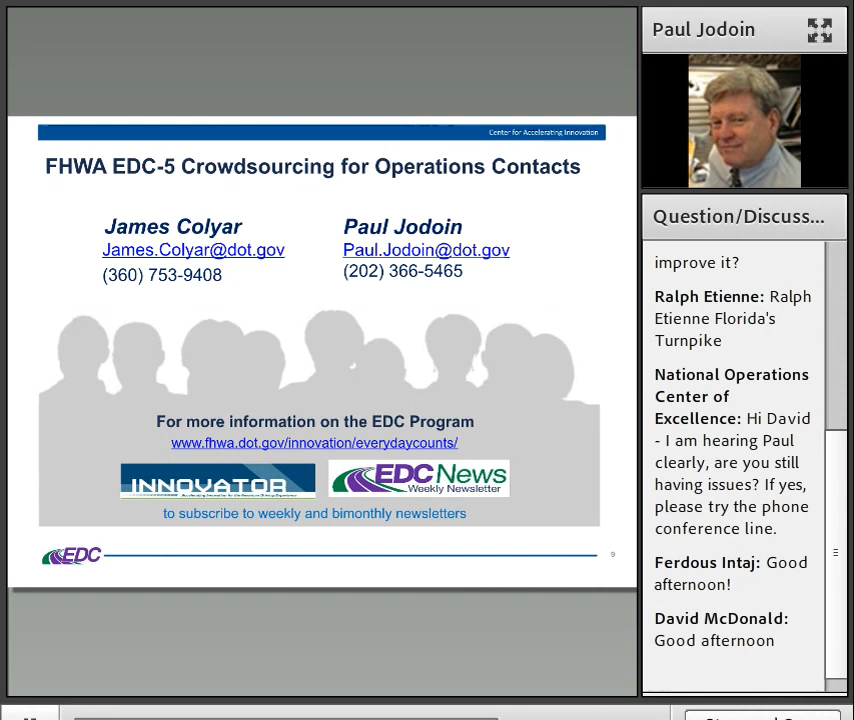 Center for Accelerating Innovation
FHWA EDC-5 Crowdsourcing for Operations Contacts
James Colyar
James.Colyar@dot.gov
(360) 753-9408
Paul Jodoin
Paul.Jodoin@dot.gov
(202) 366-5465
For more information on the EDC Program
www.fhwa.dot.gov/innovation/everydaycounts/
INNOVATOR
EDC News
Weekly Newsletter
to subscribe to weekly and bimonthly newsletters
EDC
9
Paul Jodoin
Question/Discuss...
improve it?
Ralph Etienne: Ralph
Etienne Florida's
Turnpike
National Operations
Center of
Excellence: Hi David
- I am hearing Paul
clearly, are you still
having issues? If yes,
please try the phone
conference line.
Ferdous Intaj: Good
afternoon!
David McDonald:
Good afternoon